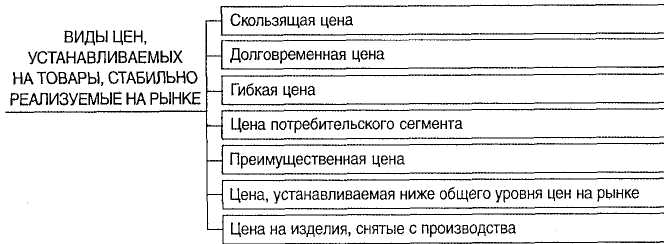 ВИДЫ ЦЕН,
УСТАНАВЛИВАЕМЫХ
НА ТОВАРЫ, СТАБИЛЬНО
РЕАЛИЗУЕМЫЕ НА РЫНКЕ
Скользящая цена
Долговременная цена
Гибкая цена
Цена потребительского сегмента
Преимущественная цена
Цена, устанавливаемая ниже общего уровня цен на рынке
Цена на изделия, снятые с производства